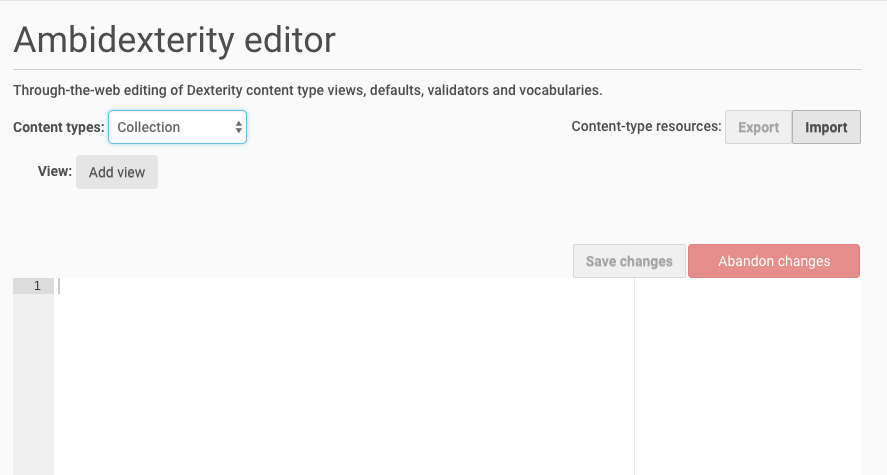 Ambidexterity editor
Through-the-web editing of Dexterity content type views, defaults, validators and vocabularies.
Content types: Collection Content-type resources: Export Import
View: Add view
Save changes Abandon changes
1